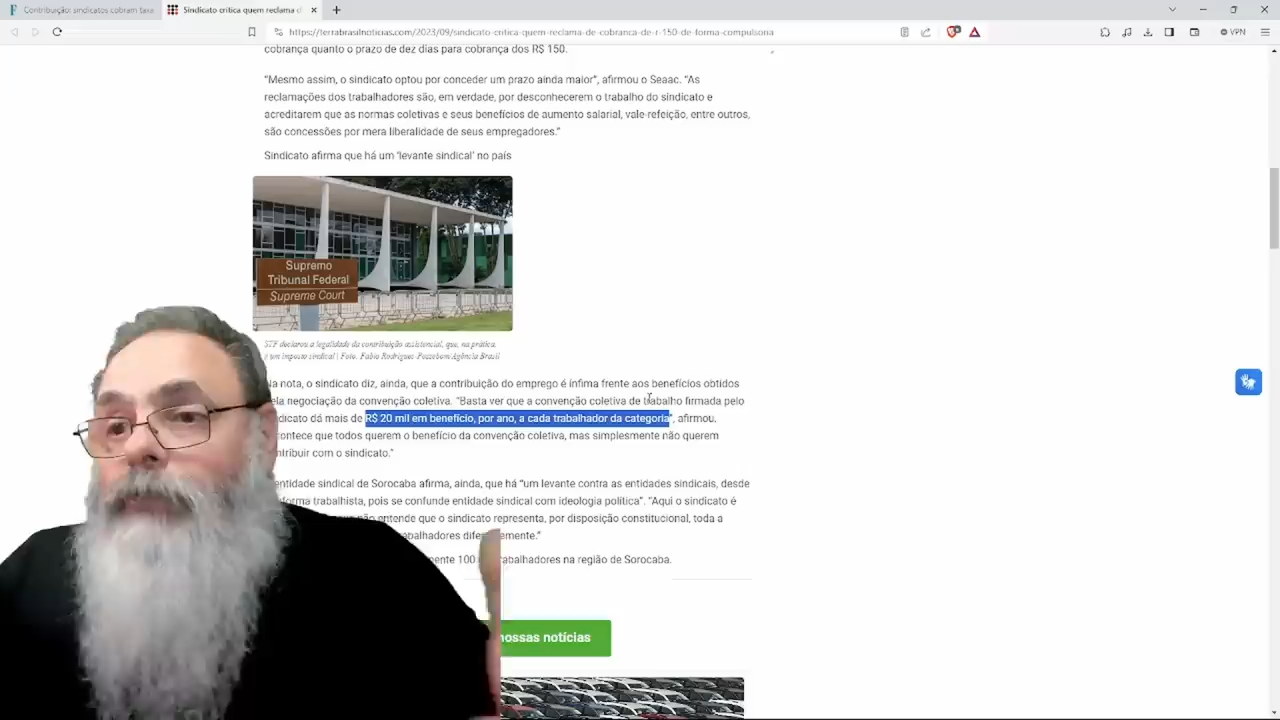 Contribuição: sindicatos cobram taxa
Sindicato critica quem reclama d
https://terrabrasilnoticias.com/2023/09/sindicato-critica-quem-reclama-de-cobranca-de-r-150-de-forma-compulsoria
VPN
cobrança quanto o prazo de dez dias para cobrança dos R$ 150.
“Mesmo assim, o sindicato optou por conceder um prazo ainda maior”, afirmou o Seaac. “As
reclamações dos trabalhadores são, em verdade, por desconhecerem o trabalho do sindicato e
acreditarem que as normas coletivas e seus benefícios de aumento salarial, vale-refeição, entre outros,
são concessões por mera liberalidade de seus empregadores.”
Sindicato afirma que há um ‘levante sindical’ no país
Supremo
Tribunal Federal
Supreme Court
STF declarou a legalidade da contribuição assistencial, que, na prática,
é um imposto sindical | Foto: Fabio Rodrigues-Pozzebom/Agência Brasil
Na nota, o sindicato diz, ainda, que a contribuição do emprego é ínfima frente aos benefícios obtidos
pela negociação da convenção coletiva. “Basta ver que a convenção coletiva de trabalho firmada pelo
sindicato dá mais de R$ 20 mil em benefício, por ano, a cada trabalhador da categoria”, afirmou.
contece que todos querem o benefício da convenção coletiva, mas simplesmente não querem
ntribuir com o sindicato.”
entidade sindical de Sorocaba afirma, ainda, que há “um levante contra as entidades sindicais, desde
forma trabalhista, pois se confunde entidade sindical com ideologia política”. “Aqui o sindicato é
não entende que o sindicato representa, por disposição constitucional, toda a
abalhadores dife emente.”
mente 100 trabalhadores na região de Sorocaba.
nossas notícias